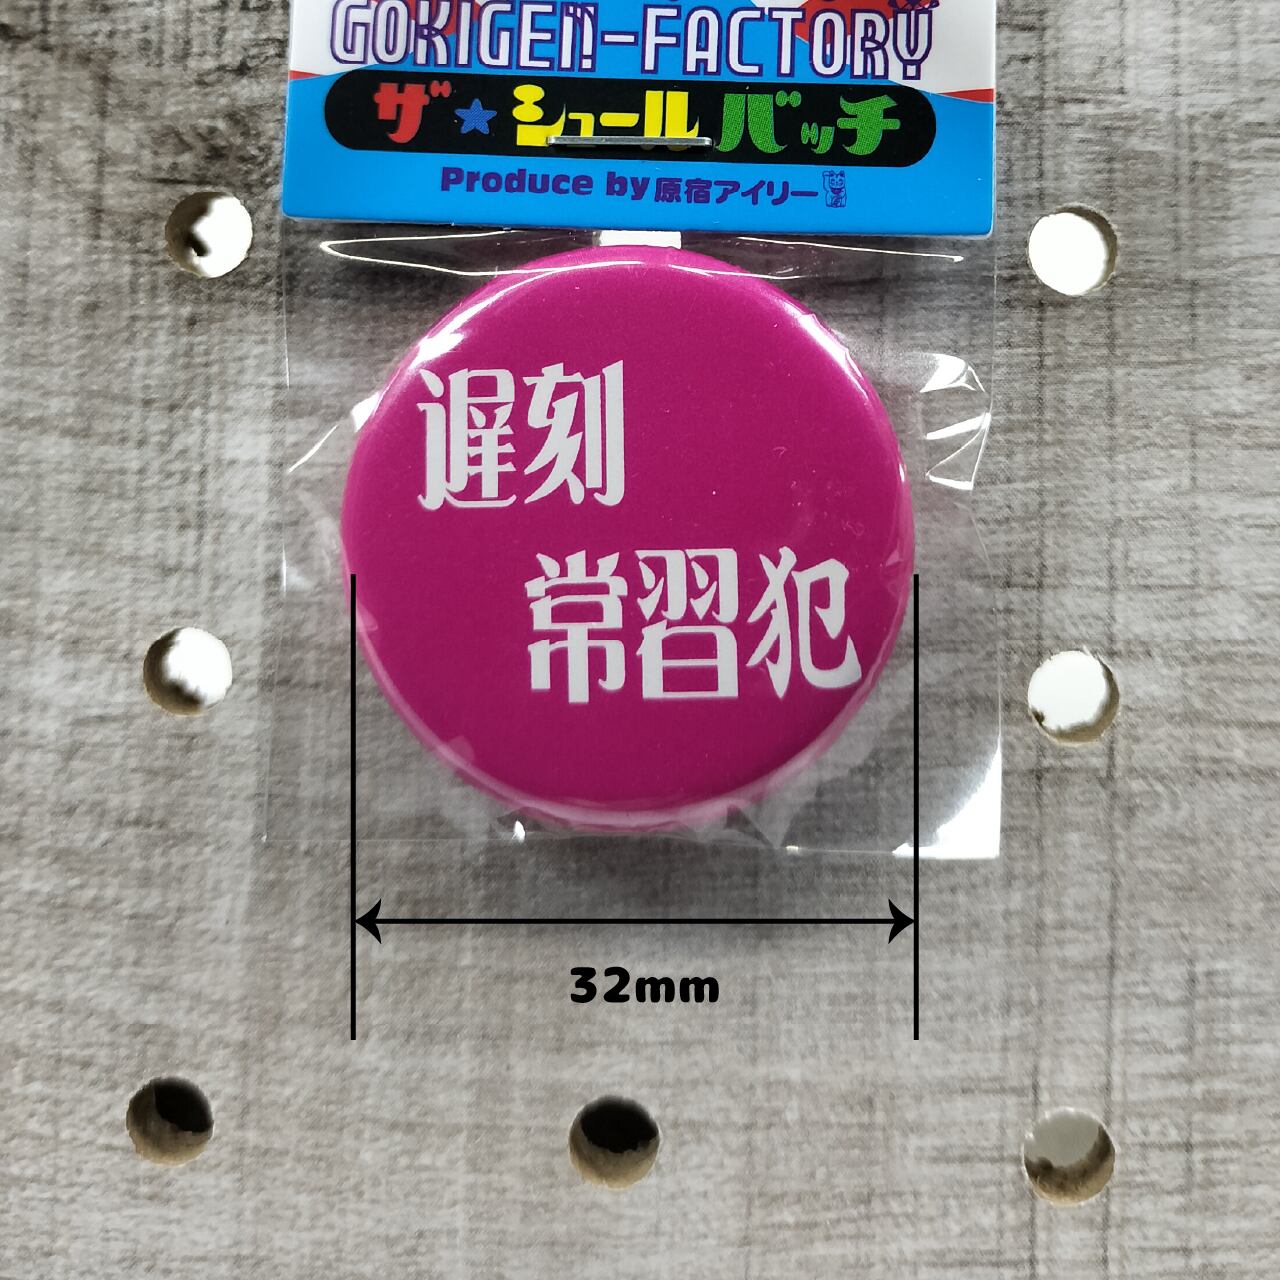 GOKIGEN-FACTORY
ザ★シュールバッチ
Produce by 原宿アイリー
遅刻
常習犯
32mm